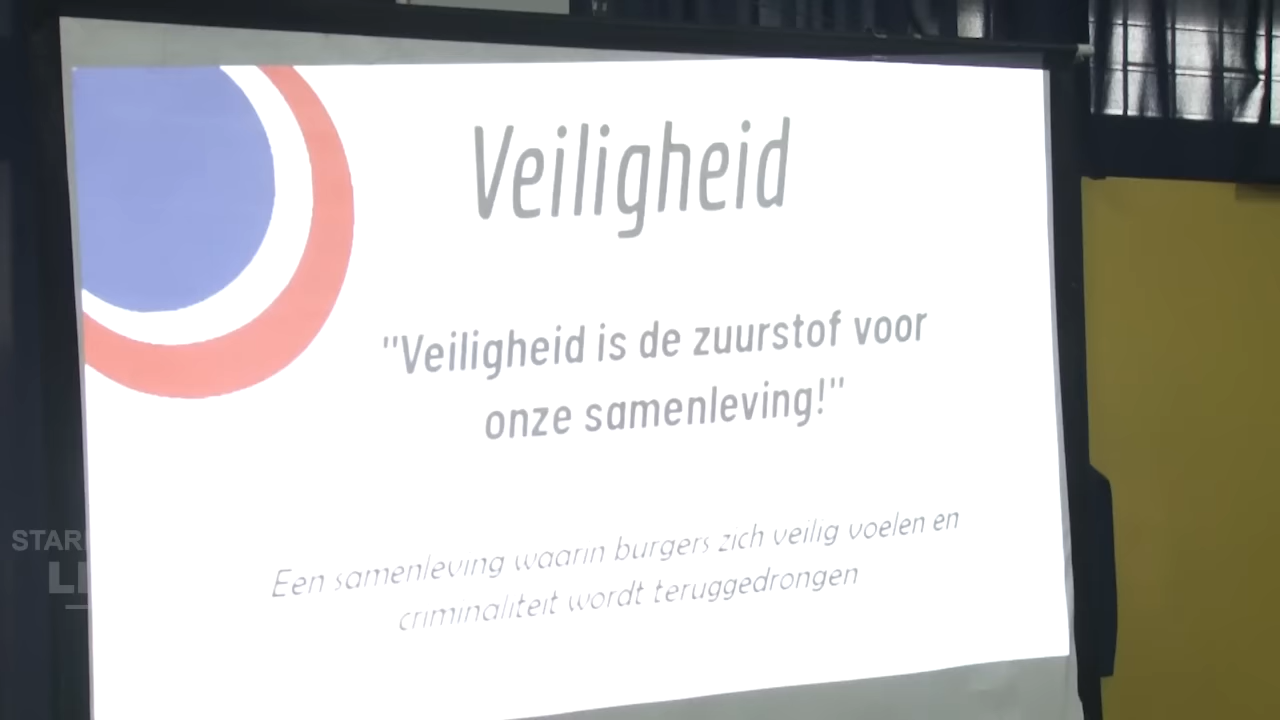 Veiligheid
"Veiligheid is de zuurstof voor
onze samenleving!"
Een samenleving waarin burgers zich veilig voelen en
criminaliteit wordt teruggedrongen